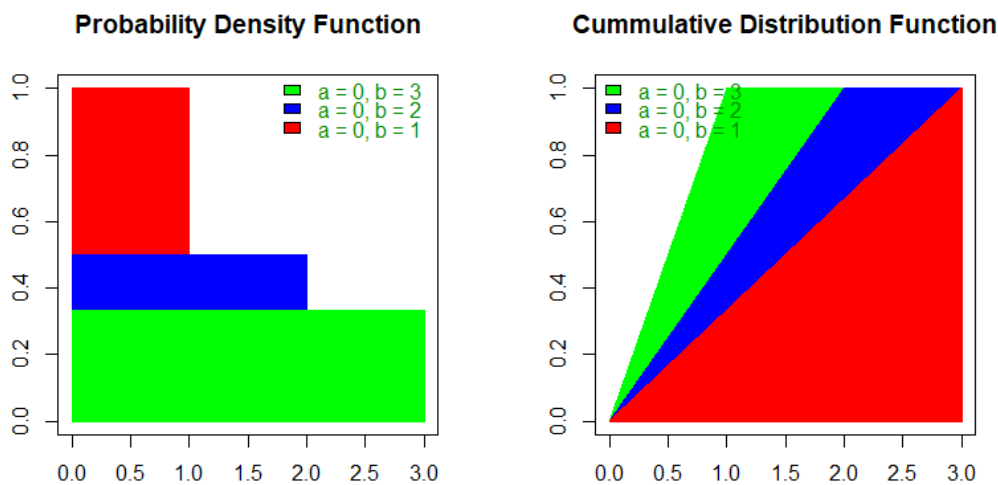 Probability Density Function
1.0
0.8
0.6
0.4
0.2
0.0
a = 0, b = 3
a = 0, b = 2
a = 0, b = 1
0.0 0.5 1.0 1.5 2.0 2.5 3.0
Cummulative Distribution Function
1.0
0.8
0.6
0.4
0.2
0.0
a = 0, b = 3
a = 0, b = 2
a = 0, b = 1
0.0 0.5 1.0 1.5 2.0 2.5 3.0